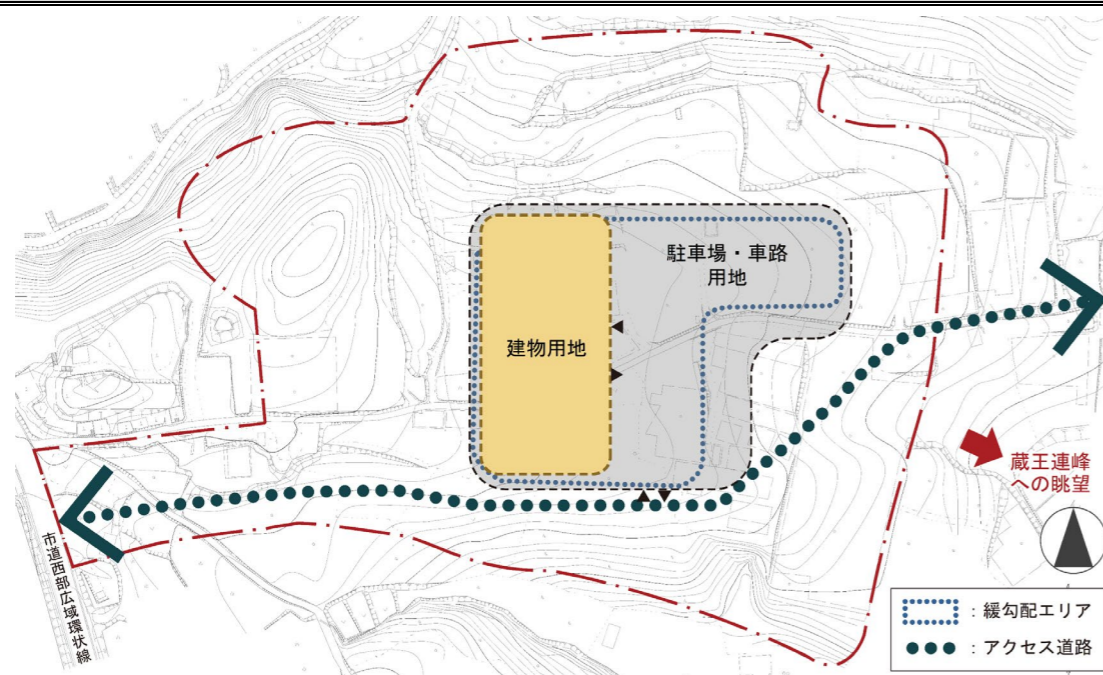 駐車場・車路
用地
建物用地
蔵王連峰
への眺望
市道西部広域環状線
：緩勾配エリア
：アクセス道路